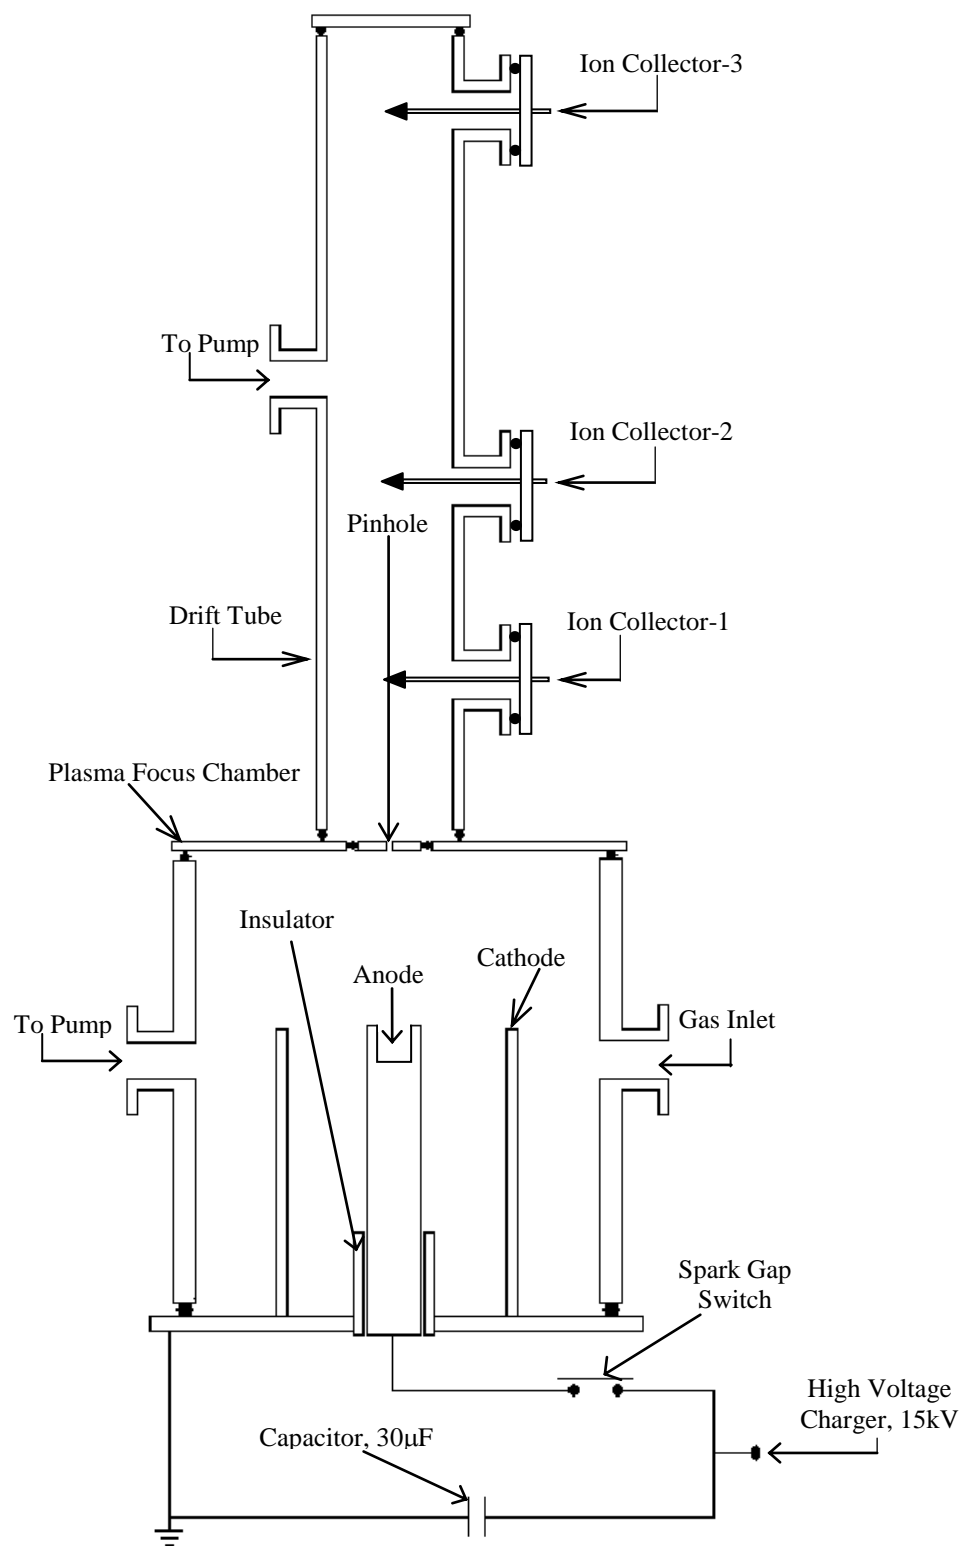 Ion Collector-3
To Pump
Ion Collector-2
Pinhole
Drift Tube
Ion Collector-1
Plasma Focus Chamber
Insulator
Cathode
Anode
To Pump
Gas Inlet
Spark Gap
Switch
High Voltage
Charger, 15kV
Capacitor, 30μF